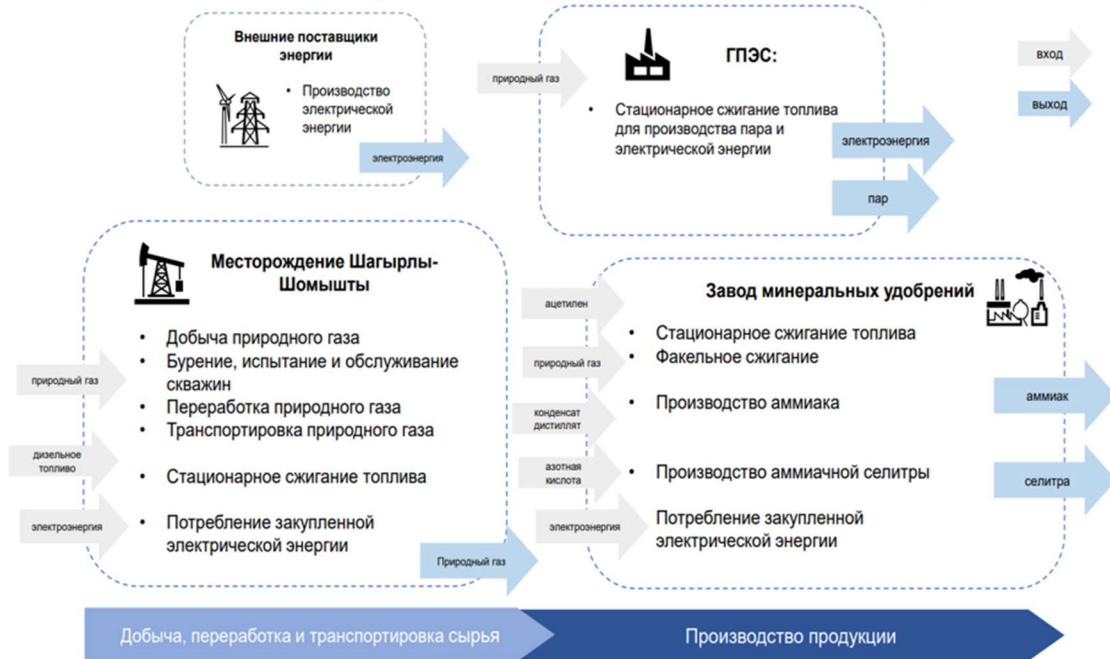 Внешние поставщики
энергии
• Производство
электрической
энергии
электроэнергия
природный газ
ГПЭС:
• Стационарное сжигание топлива
для производства пара и
электрической энергии
электроэнергия
пар
вход
выход
Месторождение Шагырлы-
Шомышты
• Добыча природного газа
• Бурение, испытание и обслуживание
скважин
• Переработка природного газа
• Транспортировка природного газа
• Стационарное сжигание топлива
• Потребление закупленной
электрической энергии
природный газ
дизельное
топливо
электроэнергия
Природный газ
Завод минеральных удобрений
ацетилен
природный газ
конденсат
дистиллят
азотная
кислота
электроэнергия
• Стационарное сжигание топлива
• Факельное сжигание
• Производство аммиака
• Производство аммиачной селитры
Потребление закупленной
электрической энергии
аммиак
селитра
Добыча, переработка и транспортировка сырья
Производство продукции